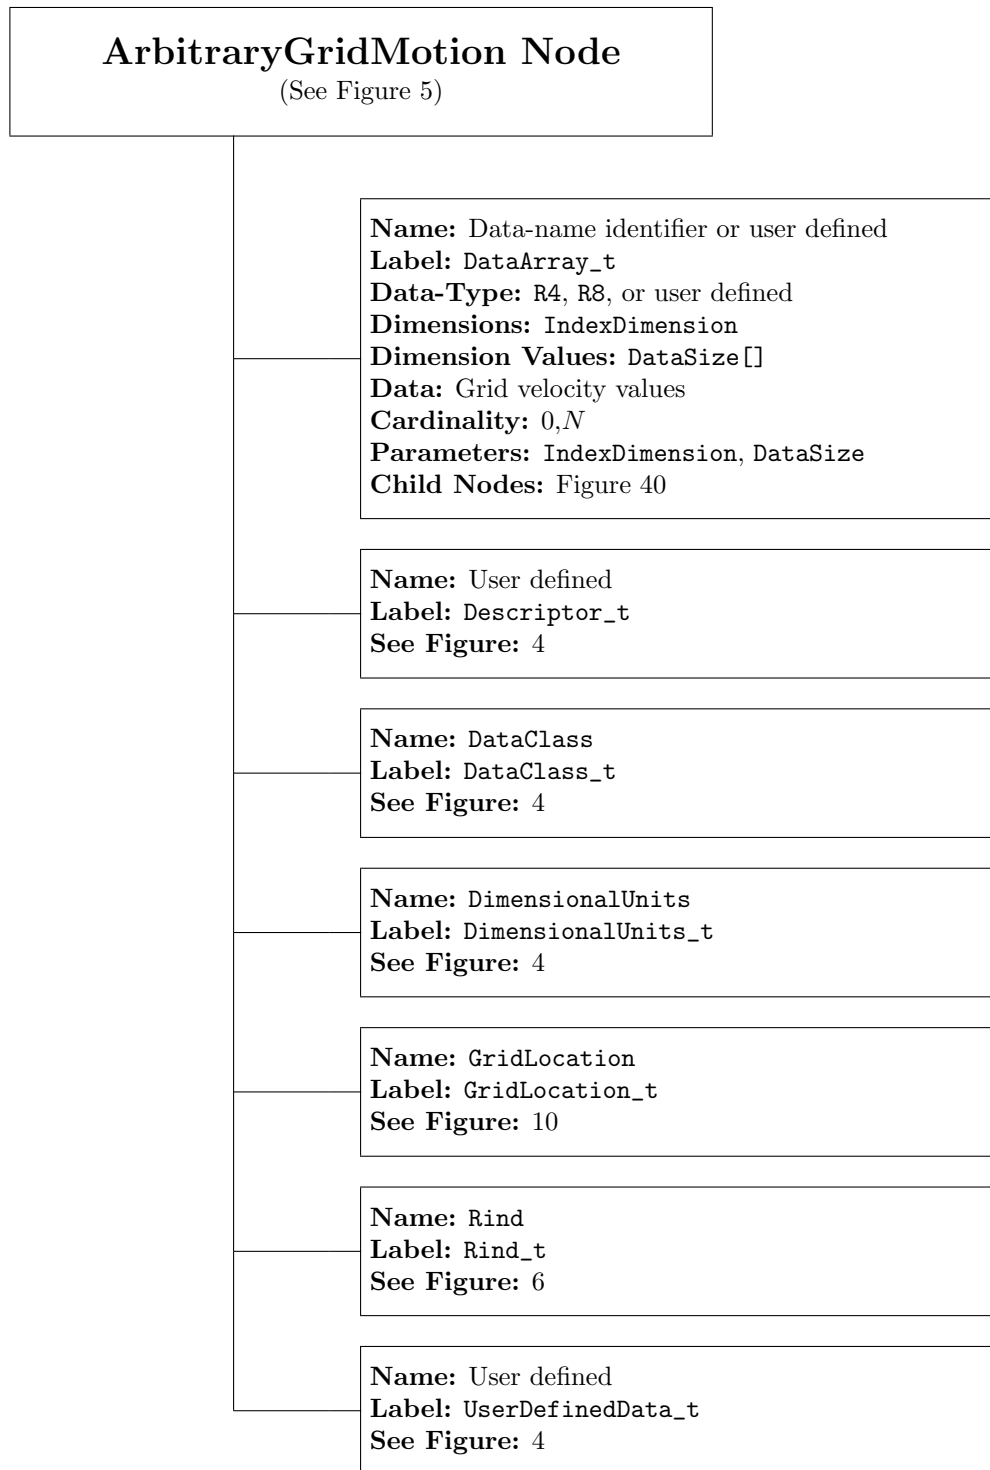 ArbitraryGridMotion Node
(See Figure 5)
Name: Data-name identifier or user defined
Label: DataArray_t
Data-Type: R4, R8, or user defined
Dimensions: IndexDimension
Dimension Values: DataSize[]
Data: Grid velocity values
Cardinality: 0,N
Parameters: IndexDimension, DataSize
Child Nodes: Figure 40
Name: User defined
Label: Descriptor_t
See Figure: 4
Name: DataClass
Label: DataClass_t
See Figure: 4
Name: DimensionalUnits
Label: DimensionalUnits_t
See Figure: 4
Name: GridLocation
Label: GridLocation_t
See Figure: 10
Name: Rind
Label: Rind_t
See Figure: 6
Name: User defined
Label: UserDefinedData_t
See Figure: 4